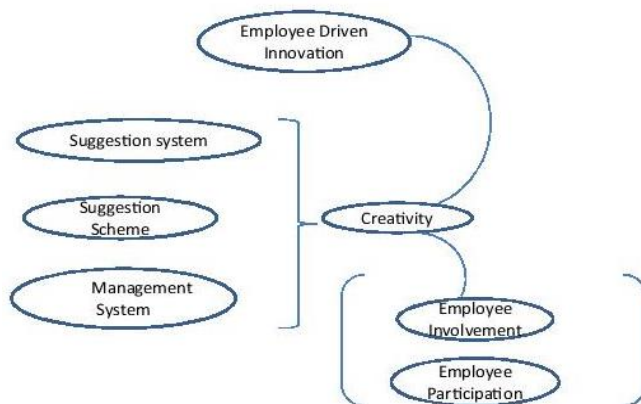 Employee Driven
Innovation
Suggestion system
Suggestion
Scheme
Creativity
Management
System
Employee
Involvement
Employee
Participation